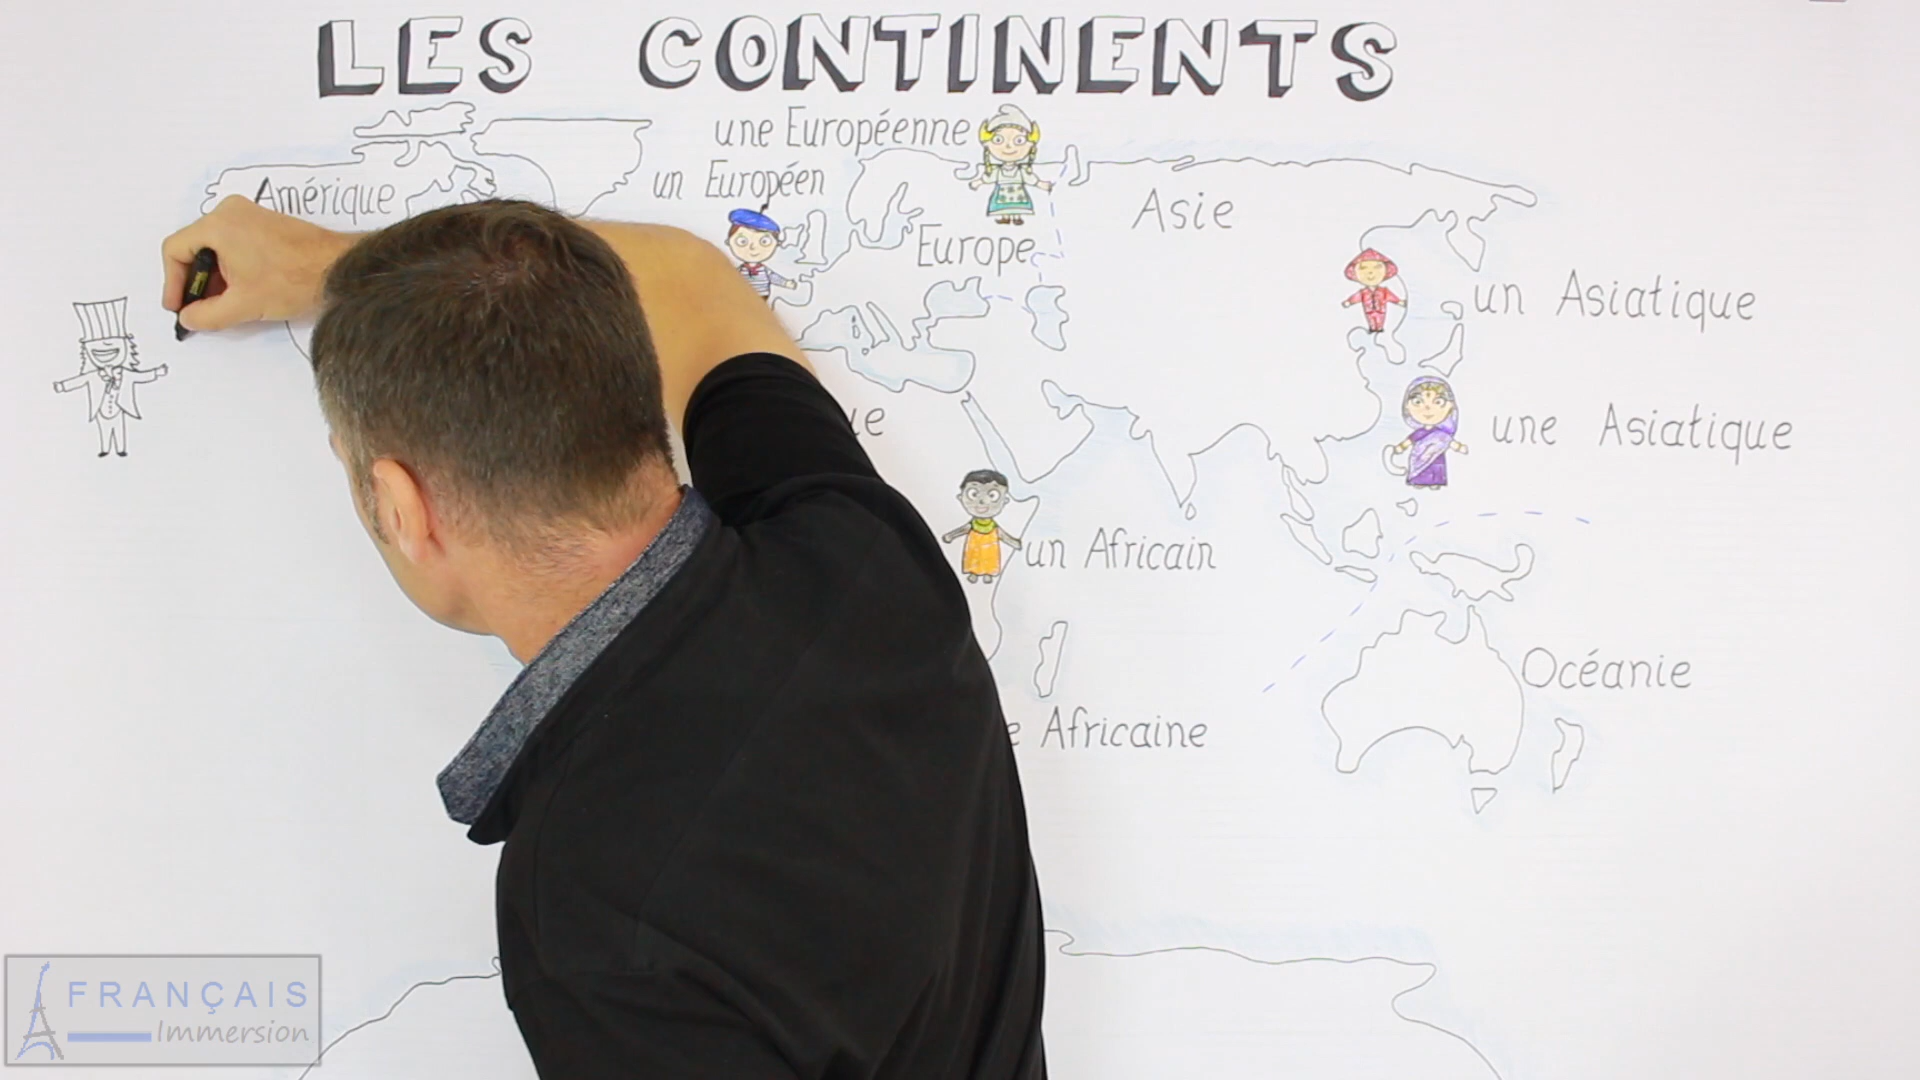 LES CONTINENTS
une Européenne
un Européen
Amérique
Asie
Europe
un Asiatique
une Asiatique
un Africain
Océanie
Africaine
FRANÇAIS
Immersion